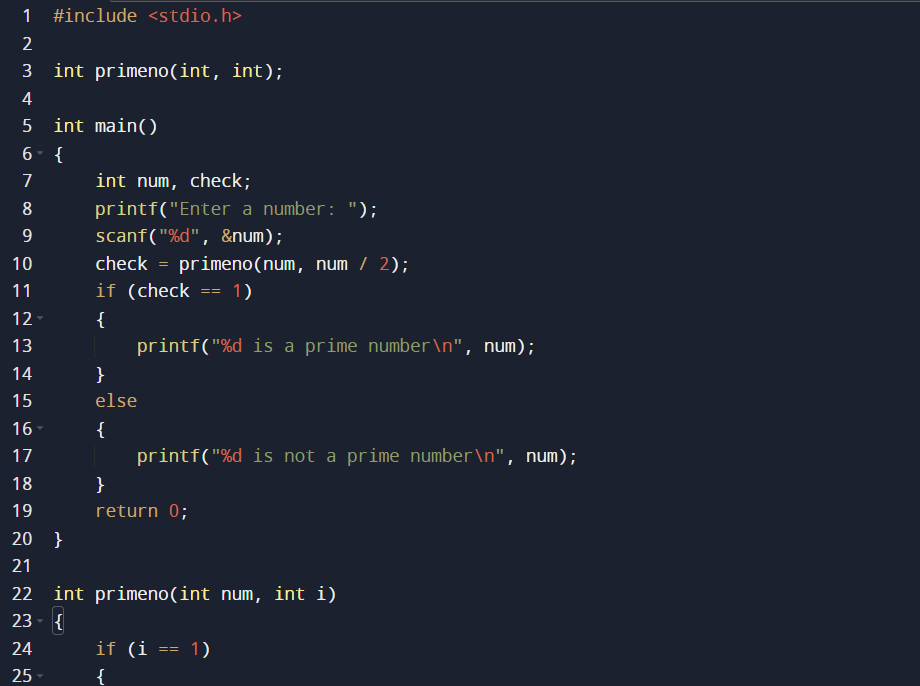 1 #include <stdio.h>
2
3 int primeno(int, int);
4
5 int main()
6 {
7     int num, check;
8     printf("Enter a number: ");
9     scanf("%d", &num);
10     check = primeno(num, num / 2);
11     if (check == 1)
12     {
13         printf("%d is a prime number\n", num);
14     }
15     else
16     {
17         printf("%d is not a prime number\n", num);
18     }
19     return 0;
20 }
21
22 int primeno(int num, int i)
23 {
24     if (i == 1)
25     {